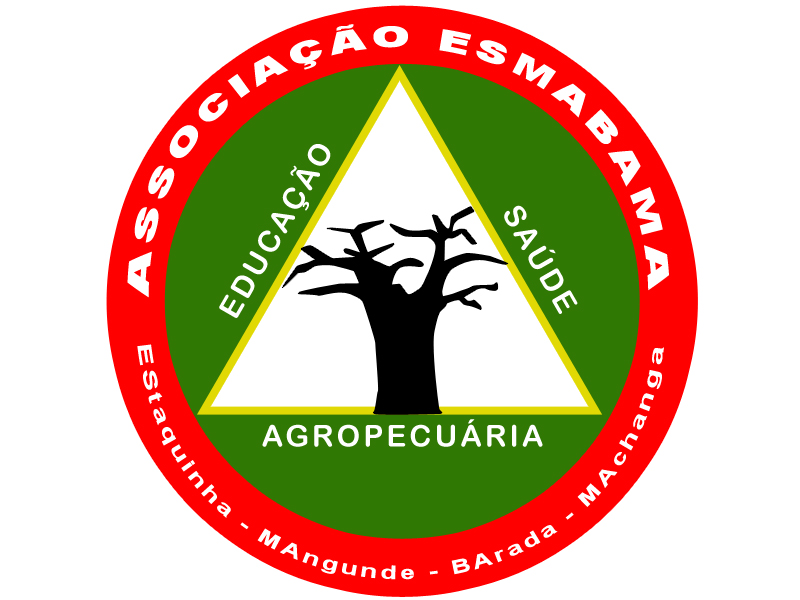 ASSOCIAÇÃO ESMABAMA
EDUCAÇÃO
SAÚDE
AGROPECUÁRIA
EStaquinha - MAngunde - BArada - MAchanga